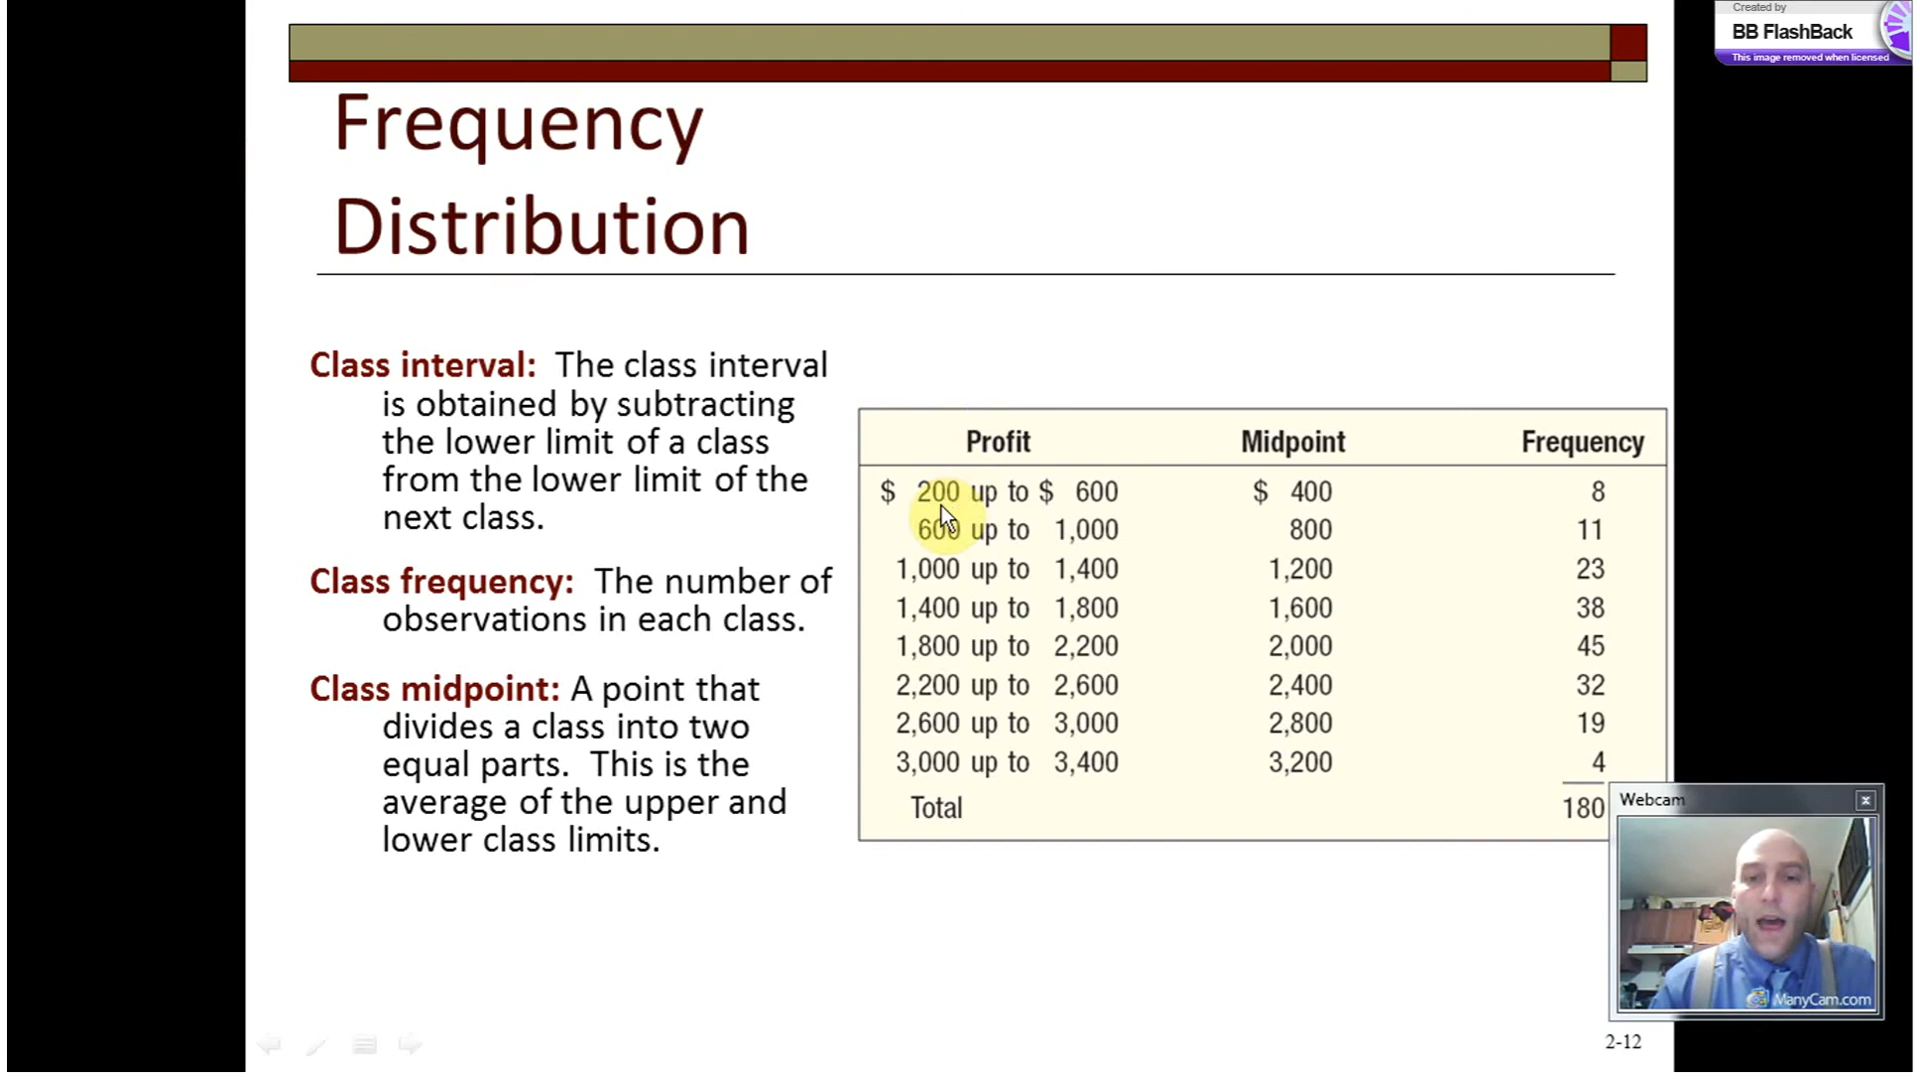 Created by
BB FlashBack
This image removed when licensed
Frequency
Distribution
Class interval: The class interval
is obtained by subtracting
the lower limit of a class
from the lower limit of the
next class.
Class frequency: The number of
observations in each class.
Class midpoint: A point that
divides a class into two
equal parts. This is the
average of the upper and
lower class limits.
Profit Midpoint Frequency
$ 200 up to $ 600 $ 400 8
600 up to 1,000 800 11
1,000 up to 1,400 1,200 23
1,400 up to 1,800 1,600 38
1,800 up to 2,200 2,000 45
2,200 up to 2,600 2,400 32
2,600 up to 3,000 2,800 19
3,000 up to 3,400 3,200 4
Total 180
Webcam
ManyCam.com
2-12